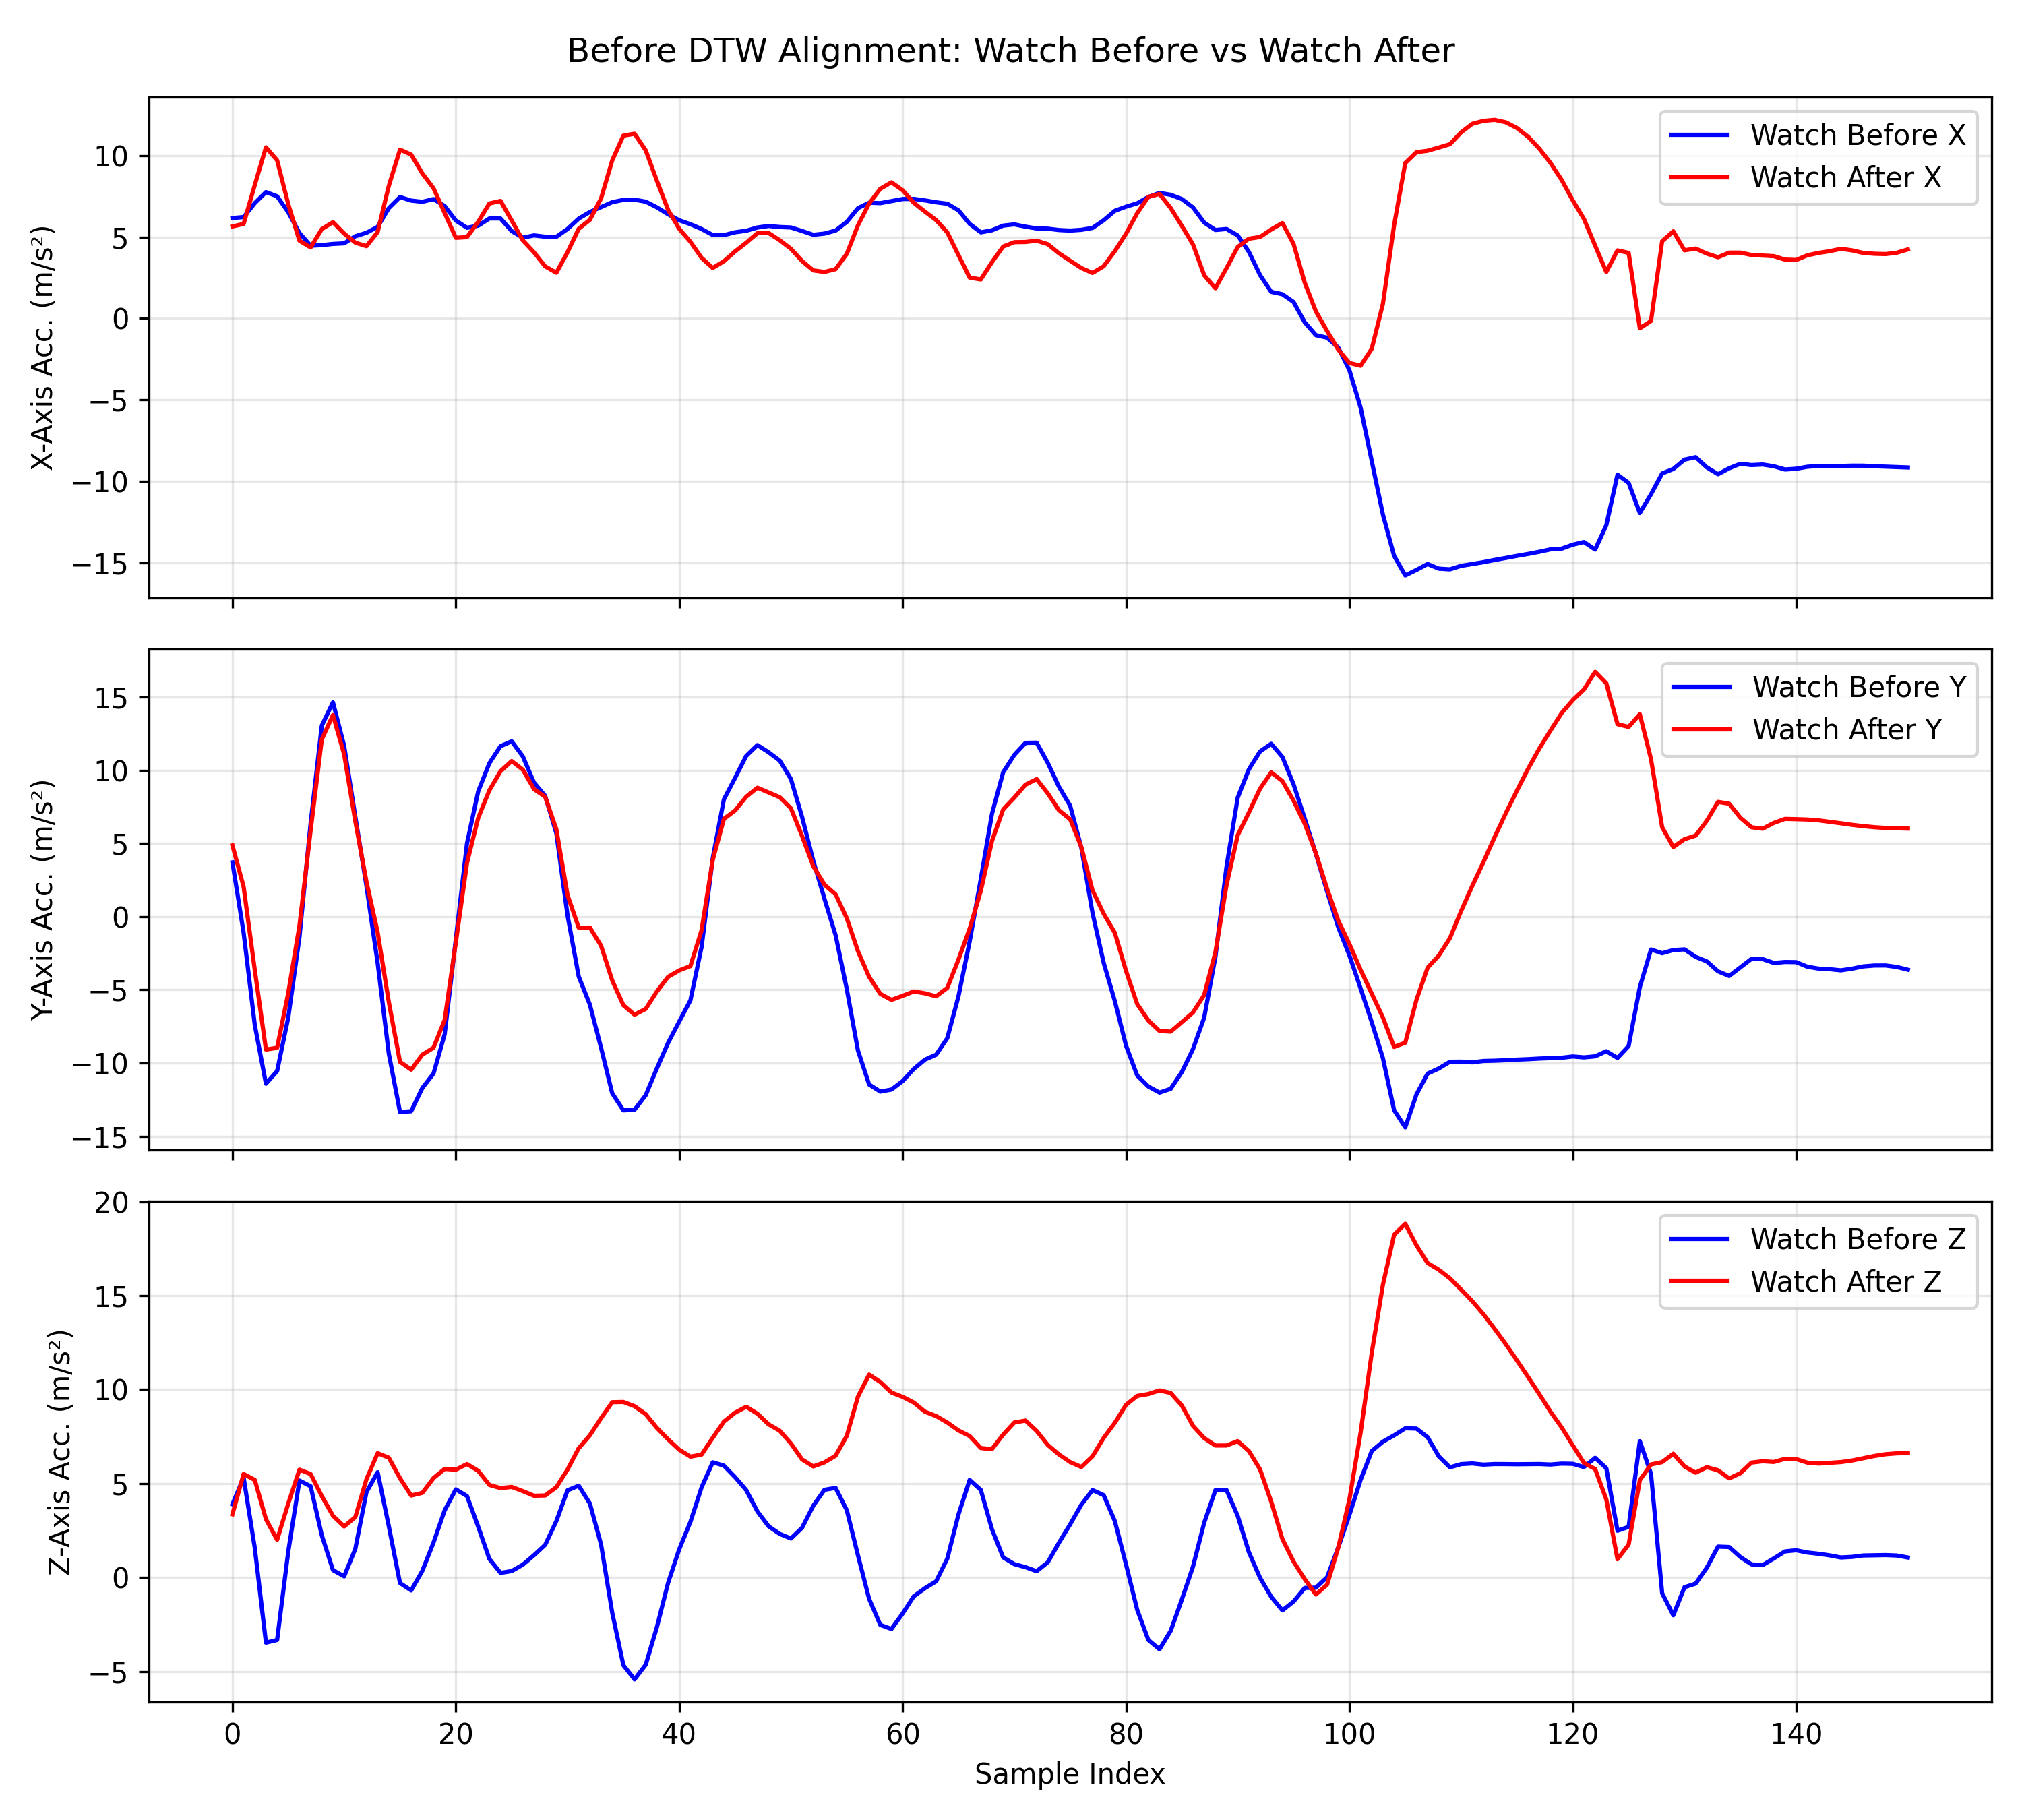 Before DTW Alignment: Watch Before vs Watch After
X-Axis Acc. (m/s²)
10
5
0
−5
−10
−15
Watch Before X
Watch After X
Y-Axis Acc. (m/s²)
15
10
5
0
−5
−10
−15
Watch Before Y
Watch After Y
Z-Axis Acc. (m/s²)
20
15
10
5
0
−5
Watch Before Z
Watch After Z
0 20 40 60 80 100 120 140
Sample Index